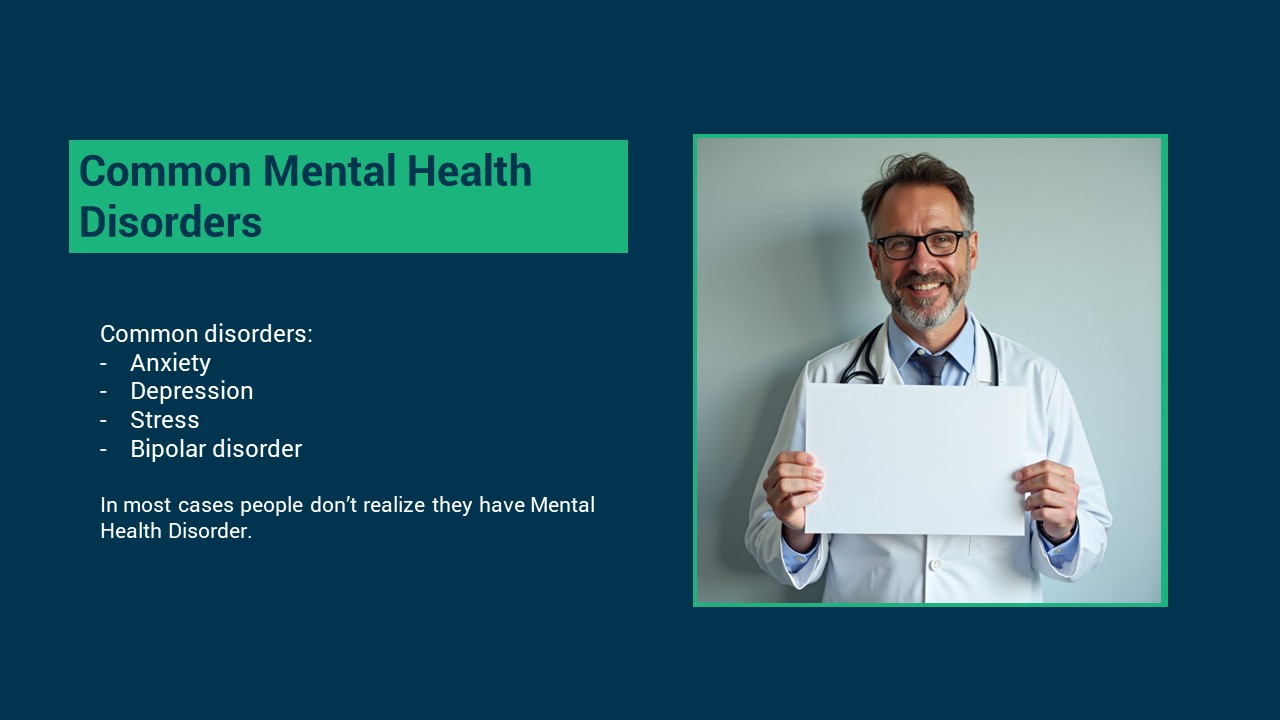 Common Mental Health
Disorders
Common disorders:
- Anxiety
- Depression
- Stress
- Bipolar disorder
In most cases people don’t realize they have Mental
Health Disorder.